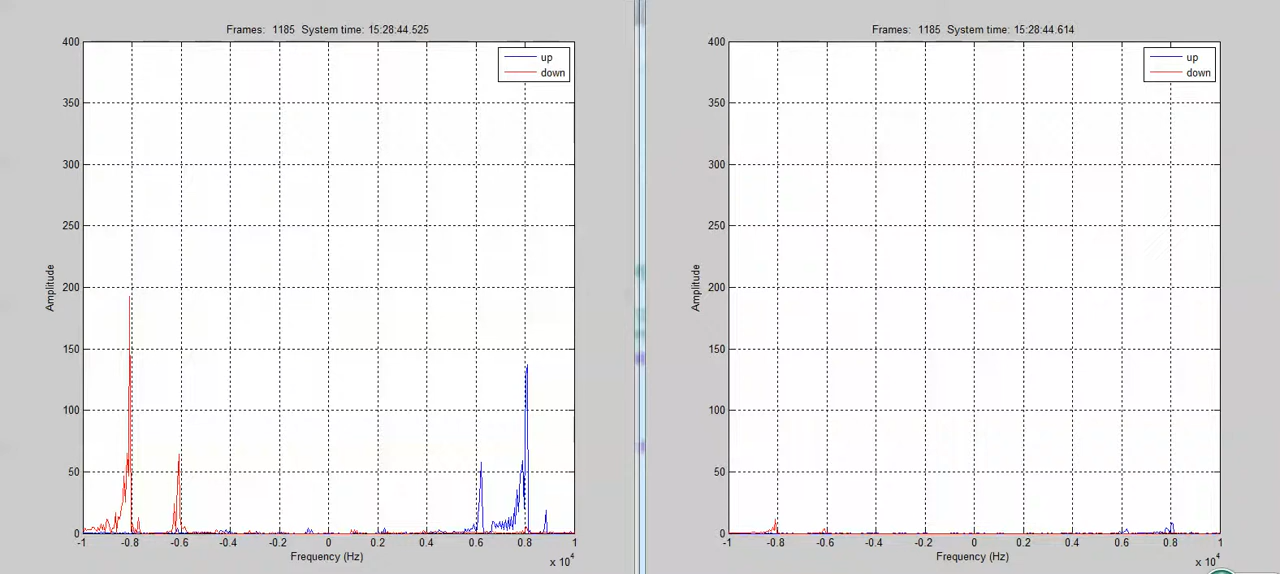 Frames: 1185 System time: 15:28:44.525
400
350
300
250
200
150
100
50
0
Amplitude
up
down
-1 -0.8 -0.6 -0.4 -0.2 0 0.2 0.4 0.6 0.8 1
Frequency (Hz)
x 10^4
Frames: 1185 System time: 15:28:44.614
400
350
300
250
200
150
100
50
0
Amplitude
up
down
-1 -0.8 -0.6 -0.4 -0.2 0 0.2 0.4 0.6 0.8 1
Frequency (Hz)
x 10^4